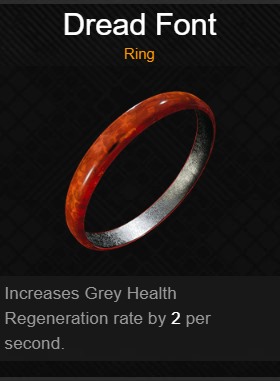 Dread Font
Ring
Increases Grey Health
Regeneration rate by 2 per
second.